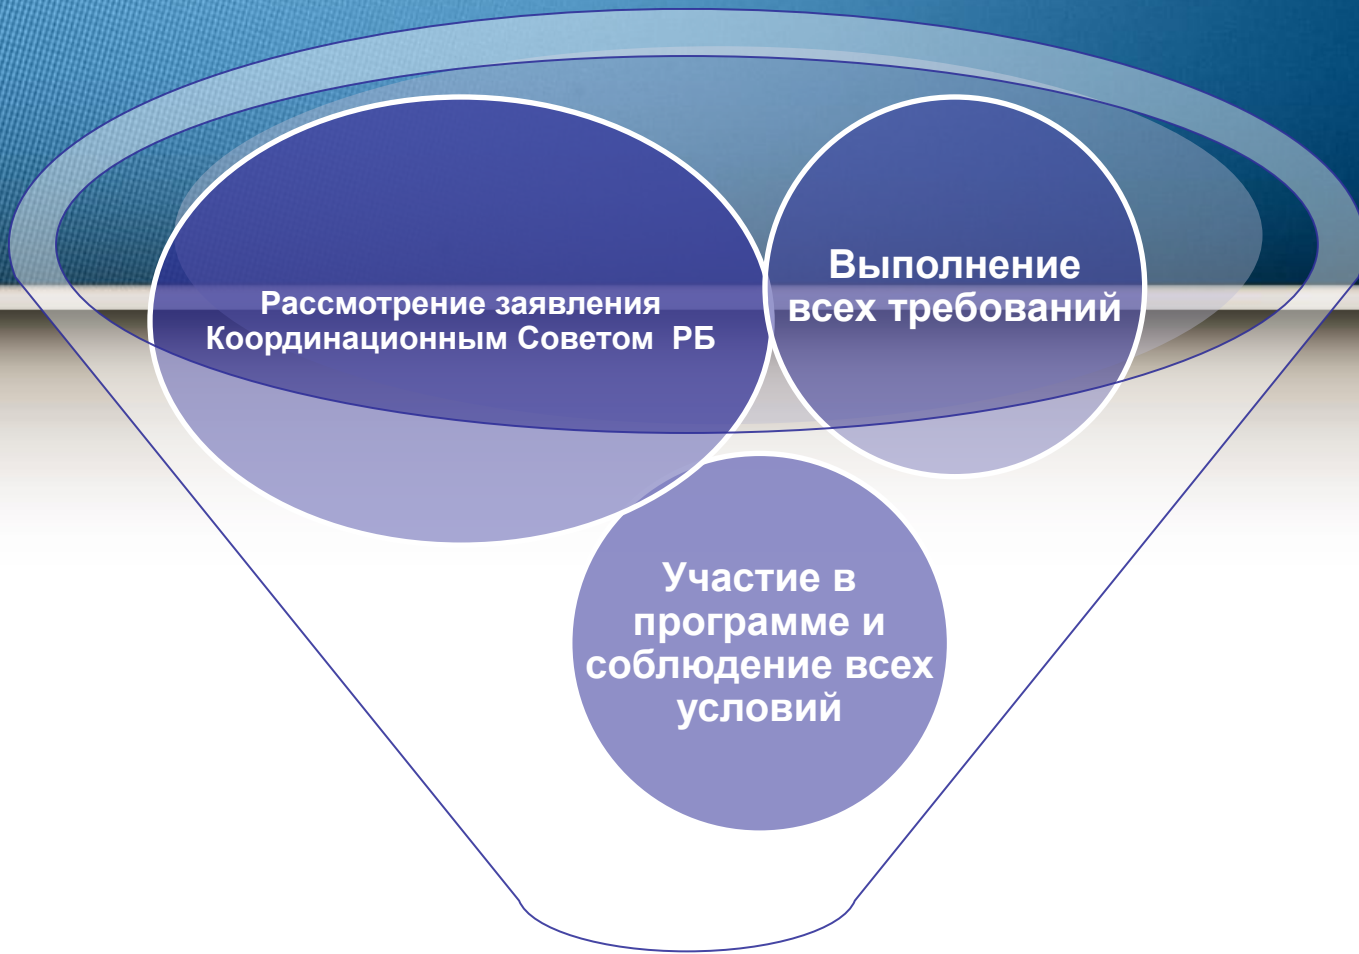 Рассмотрение заявления
Координационным Советом РБ
Выполнение
всех требований
Участие в
программе и
соблюдение всех
условий